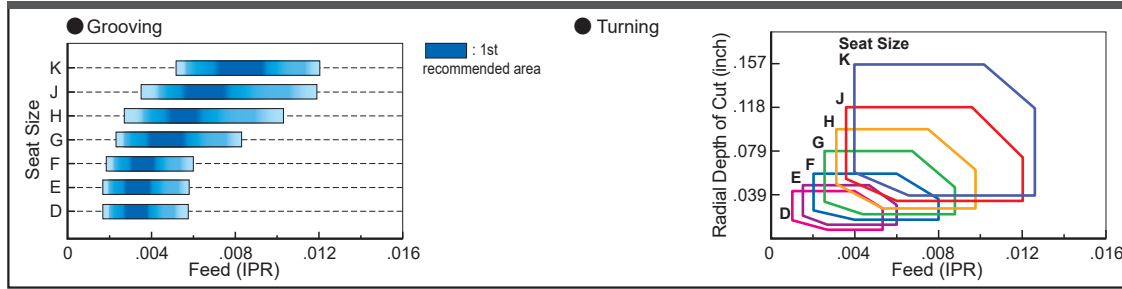 ● Grooving
Seat Size
K
J
H
G
F
E
D
0
.004
.008
.012
.016
Feed (IPR)
: 1st
recommended area
● Turning
Radial Depth of Cut (inch)
.157
.118
.079
.039
Seat Size
K
J
H
G
F
E
D
0
.004
.008
.012
.016
Feed (IPR)